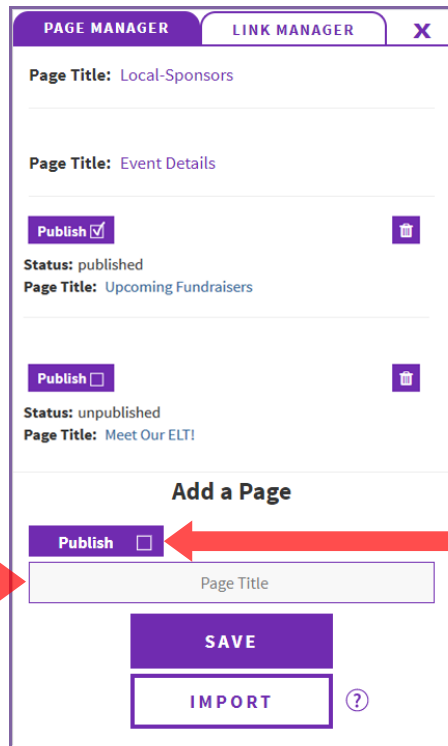 PAGE MANAGER LINK MANAGER X
Page Title: Local-Sponsors
Page Title: Event Details
Publish
Status: published
Page Title: Upcoming Fundraisers
Publish
Status: unpublished
Page Title: Meet Our ELT!
Add a Page
Publish
Page Title
SAVE
IMPORT ?